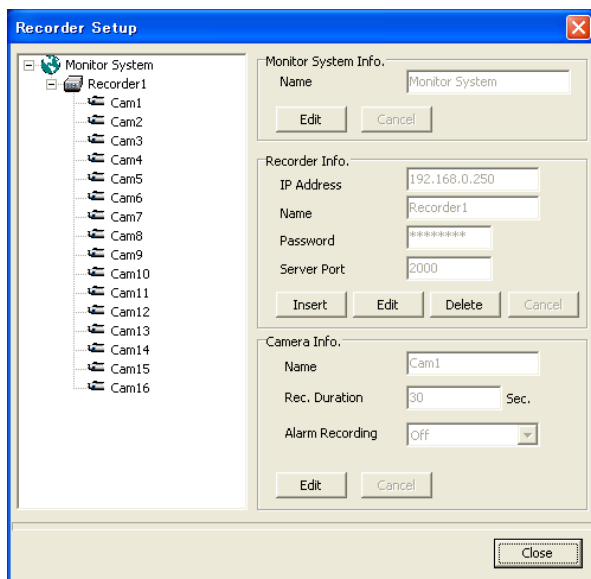 Recorder Setup
Monitor System
Recorder1
Cam1
Cam2
Cam3
Cam4
Cam5
Cam6
Cam7
Cam8
Cam9
Cam10
Cam11
Cam12
Cam13
Cam14
Cam15
Cam16
Monitor System Info.
Name Monitor System
Edit Cancel
Recorder Info.
IP Address 192.168.0.250
Name Recorder1
Password ********
Server Port 2000
Insert Edit Delete Cancel
Camera Info.
Name Cam1
Rec. Duration 30 Sec.
Alarm Recording Off
Edit Cancel
Close